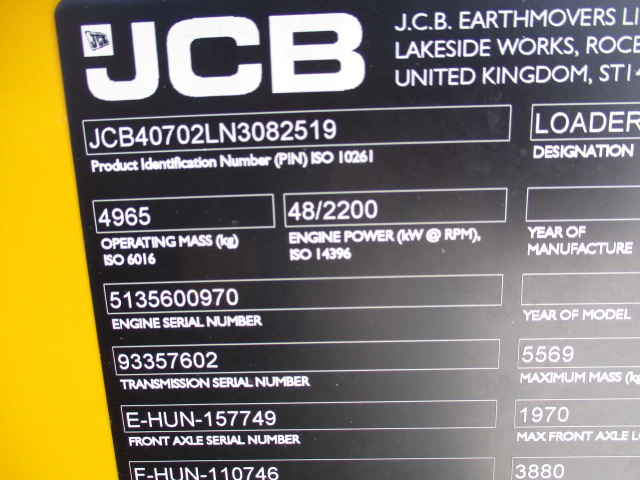 JCB
J.C.B. EARTHMOVERS
LAKESIDE WORKS,
UNITED KINGDOM,
JCB40702LN3082519
Product Identification Number (PIN) ISO 10261
LOADER
DESIGNATION
4965
OPERATING MASS (kg)
ISO 6016
48/2200
ENGINE POWER (kW @ RPM),
ISO 14396
YEAR OF
MANUFACTURE
5135600970
ENGINE SERIAL NUMBER
YEAR OF MODEL
93357602
TRANSMISSION SERIAL NUMBER
5569
MAXIMUM MASS
E-HUN-157749
FRONT AXLE SERIAL NUMBER
1970
MAX FRONT AXLE
E-HUN-110746
3880